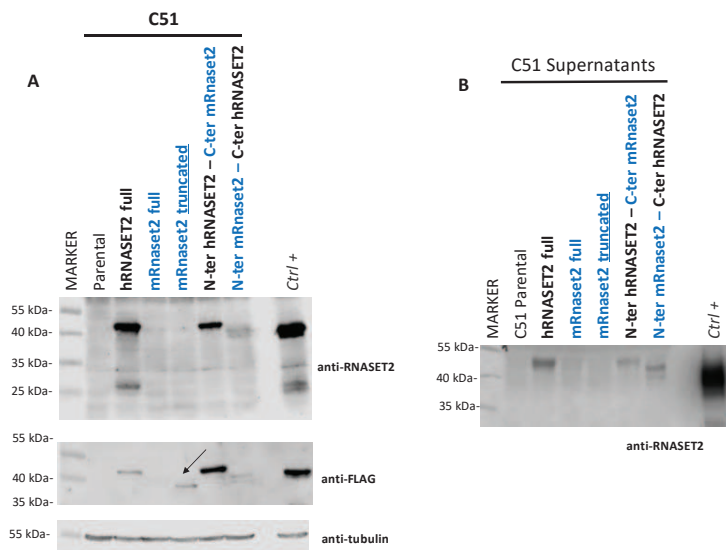 C51
A
MARKER
Parental
hRNASET2 full
mRnaset2 full
mRnaset2 truncated
N-ter hRNASET2 – C-ter mRnaset2
N-ter mRnaset2 – C-ter hRNASET2
Ctrl +
55 kDa-
40 kDa-
35 kDa-
25 kDa-
anti-RNASET2
55 kDa-
40 kDa-
35 kDa-
anti-FLAG
55 kDa-
anti-tubulin
C51 Supernatants
B
MARKER
C51 Parental
hRNASET2 full
mRnaset2 full
mRnaset2 truncated
N-ter hRNASET2 – C-ter mRnaset2
N-ter mRnaset2 – C-ter hRNASET2
Ctrl +
55 kDa-
40 kDa-
35 kDa-
anti-RNASET2